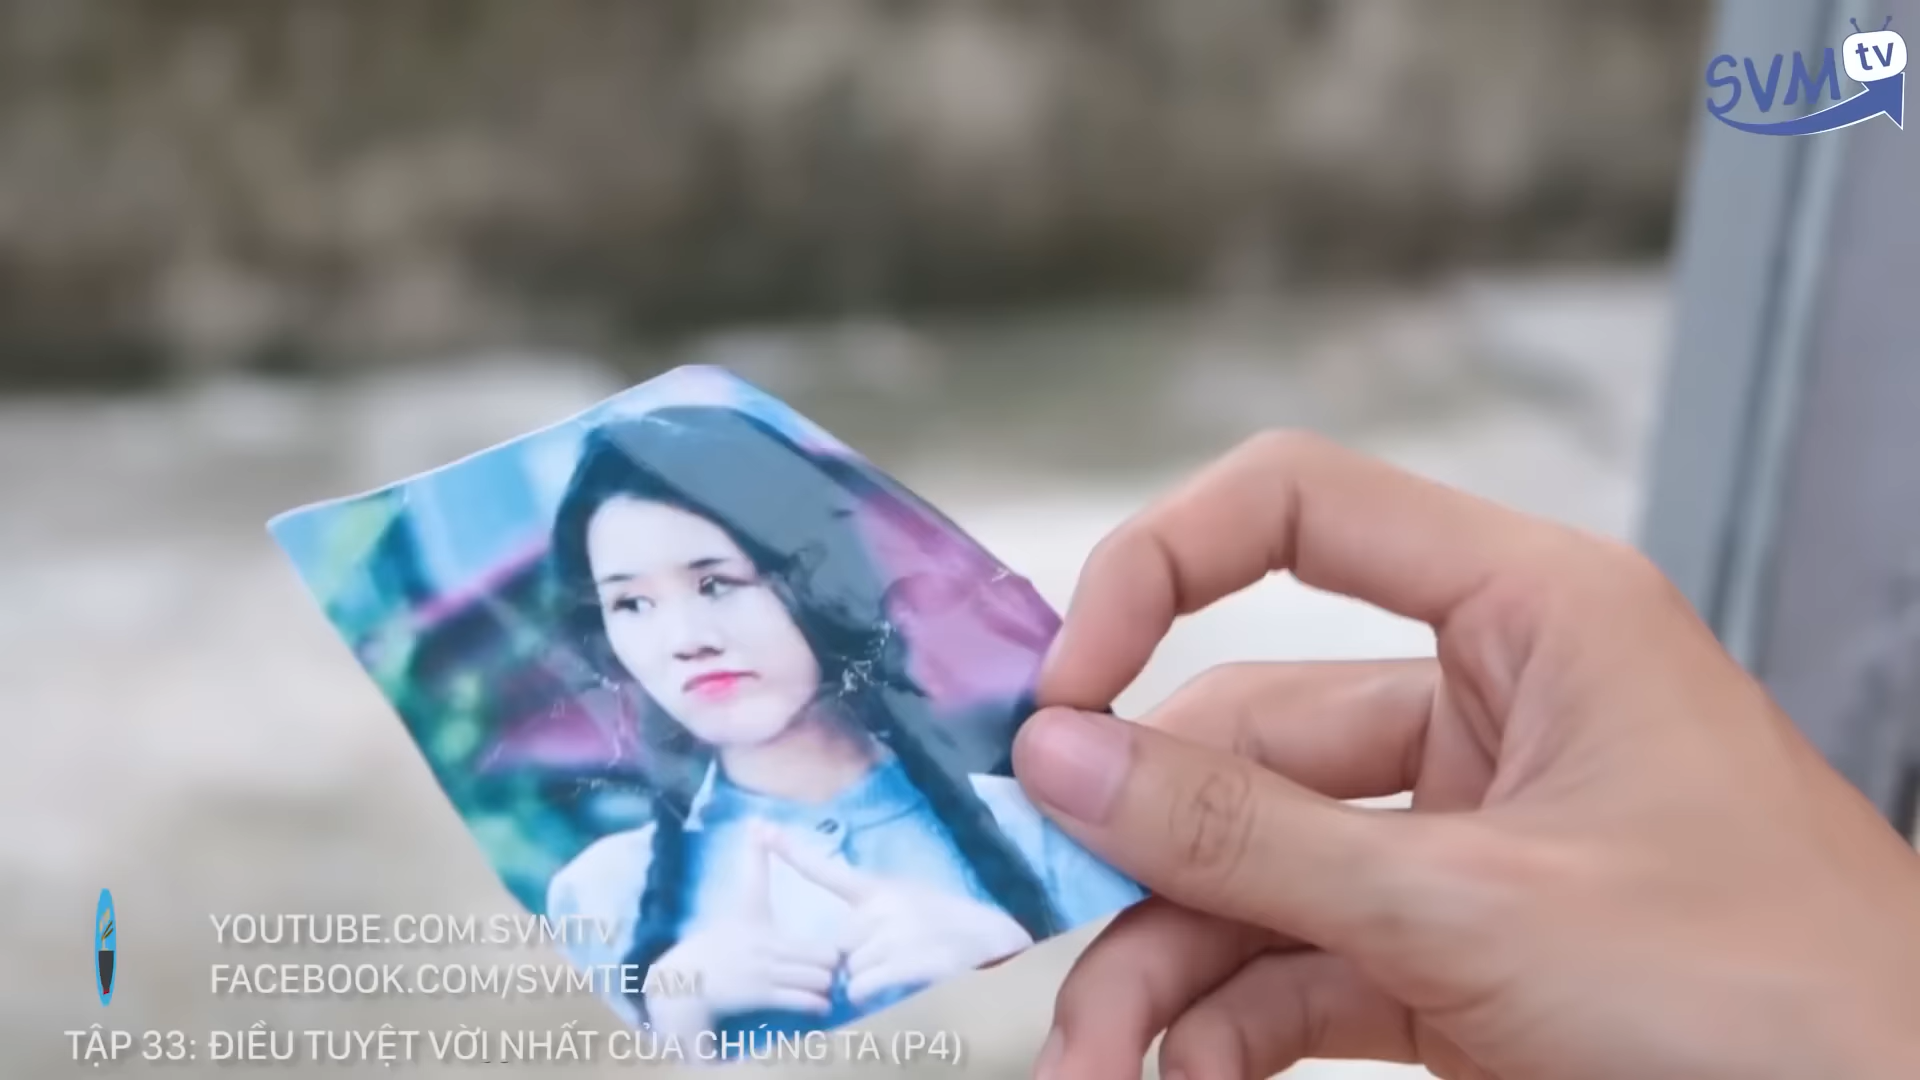 SVM tv
YOUTUBE.COM.SVMTV
FACEBOOK.COM/SVMTEAM
TẬP 33: ĐIỀU TUYỆT VỜI NHẤT CỦA CHÚNG TA (P4)